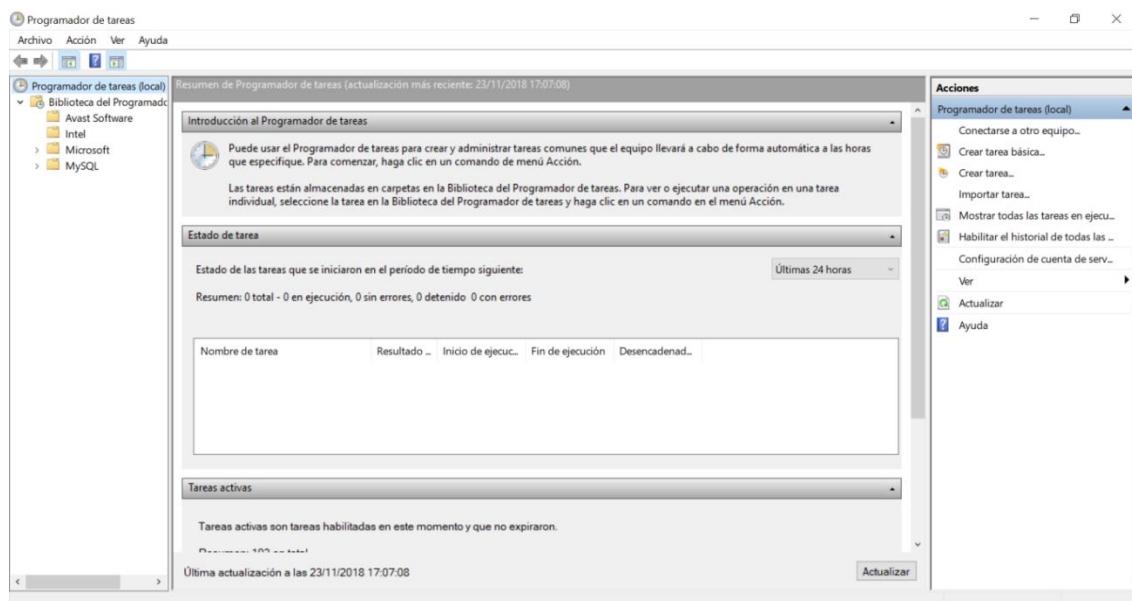 Programador de tareas
Archivo Acción Ver Ayuda
Programador de tareas (local)
Biblioteca del Programado
Avast Software
Intel
Microsoft
MySQL
Resumen de Programador de tareas (actualización más reciente: 23/11/2018 17:07:08)
Introducción al Programador de tareas
Puede usar el Programador de tareas para crear y administrar tareas comunes que el equipo llevará a cabo de forma automática a las horas
que especifique. Para comenzar, haga clic en un comando de menú Acción.
Las tareas están almacenadas en carpetas en la Biblioteca del Programador de tareas. Para ver o ejecutar una operación en una tarea
individual, seleccione la tarea en la Biblioteca del Programador de tareas y haga clic en un comando en el menú Acción.
Estado de tarea
Estado de las tareas que se iniciaron en el período de tiempo siguiente:
Últimas 24 horas
Resumen: 0 total - 0 en ejecución, 0 sin errores, 0 detenido 0 con errores
Nombre de tarea Resultado ... Inicio de ejecuc... Fin de ejecución Desencadenad...
Tareas activas
Tareas activas son tareas habilitadas en este momento y que no expiraron.
Última actualización a las 23/11/2018 17:07:08
Actualizar
Acciones
Programador de tareas (local)
Conectarse a otro equipo...
Crear tarea básica...
Crear tarea...
Importar tarea...
Mostrar todas las tareas en ejecu...
Habilitar el historial de todas las ...
Configuración de cuenta de serv...
Ver
Actualizar
Ayuda